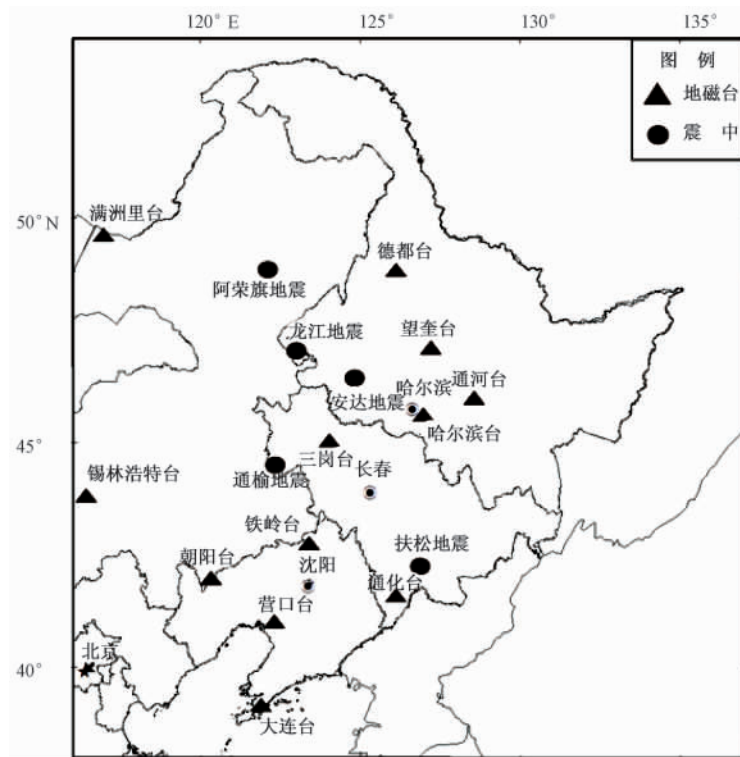 120°E
125°
130°
135°
图 例
地磁台
震 中
50°N
满洲里台
德都台
阿荣旗地震
龙江地震
望奎台
安达地震
哈尔滨
通河台
哈尔滨台
45°
三岗台
长春
锡林浩特台
通榆地震
铁岭台
扶松地震
朝阳台
沈阳
通化台
营口台
北京
40°
大连台